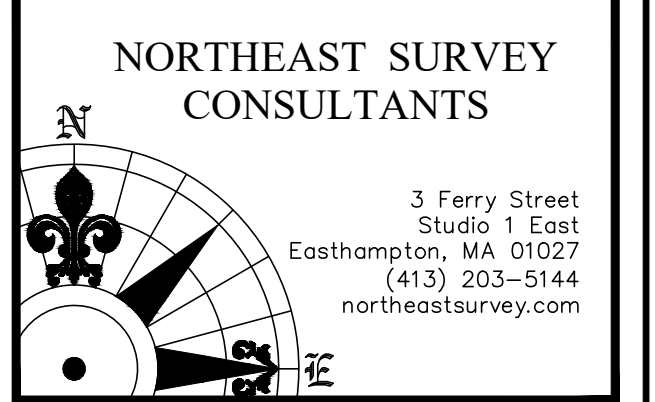 NORTHEAST SURVEY
CONSULTANTS
N
3 Ferry Street
Studio 1 East
Easthampton, MA 01027
(413) 203-5144
northeastsurvey.com
E